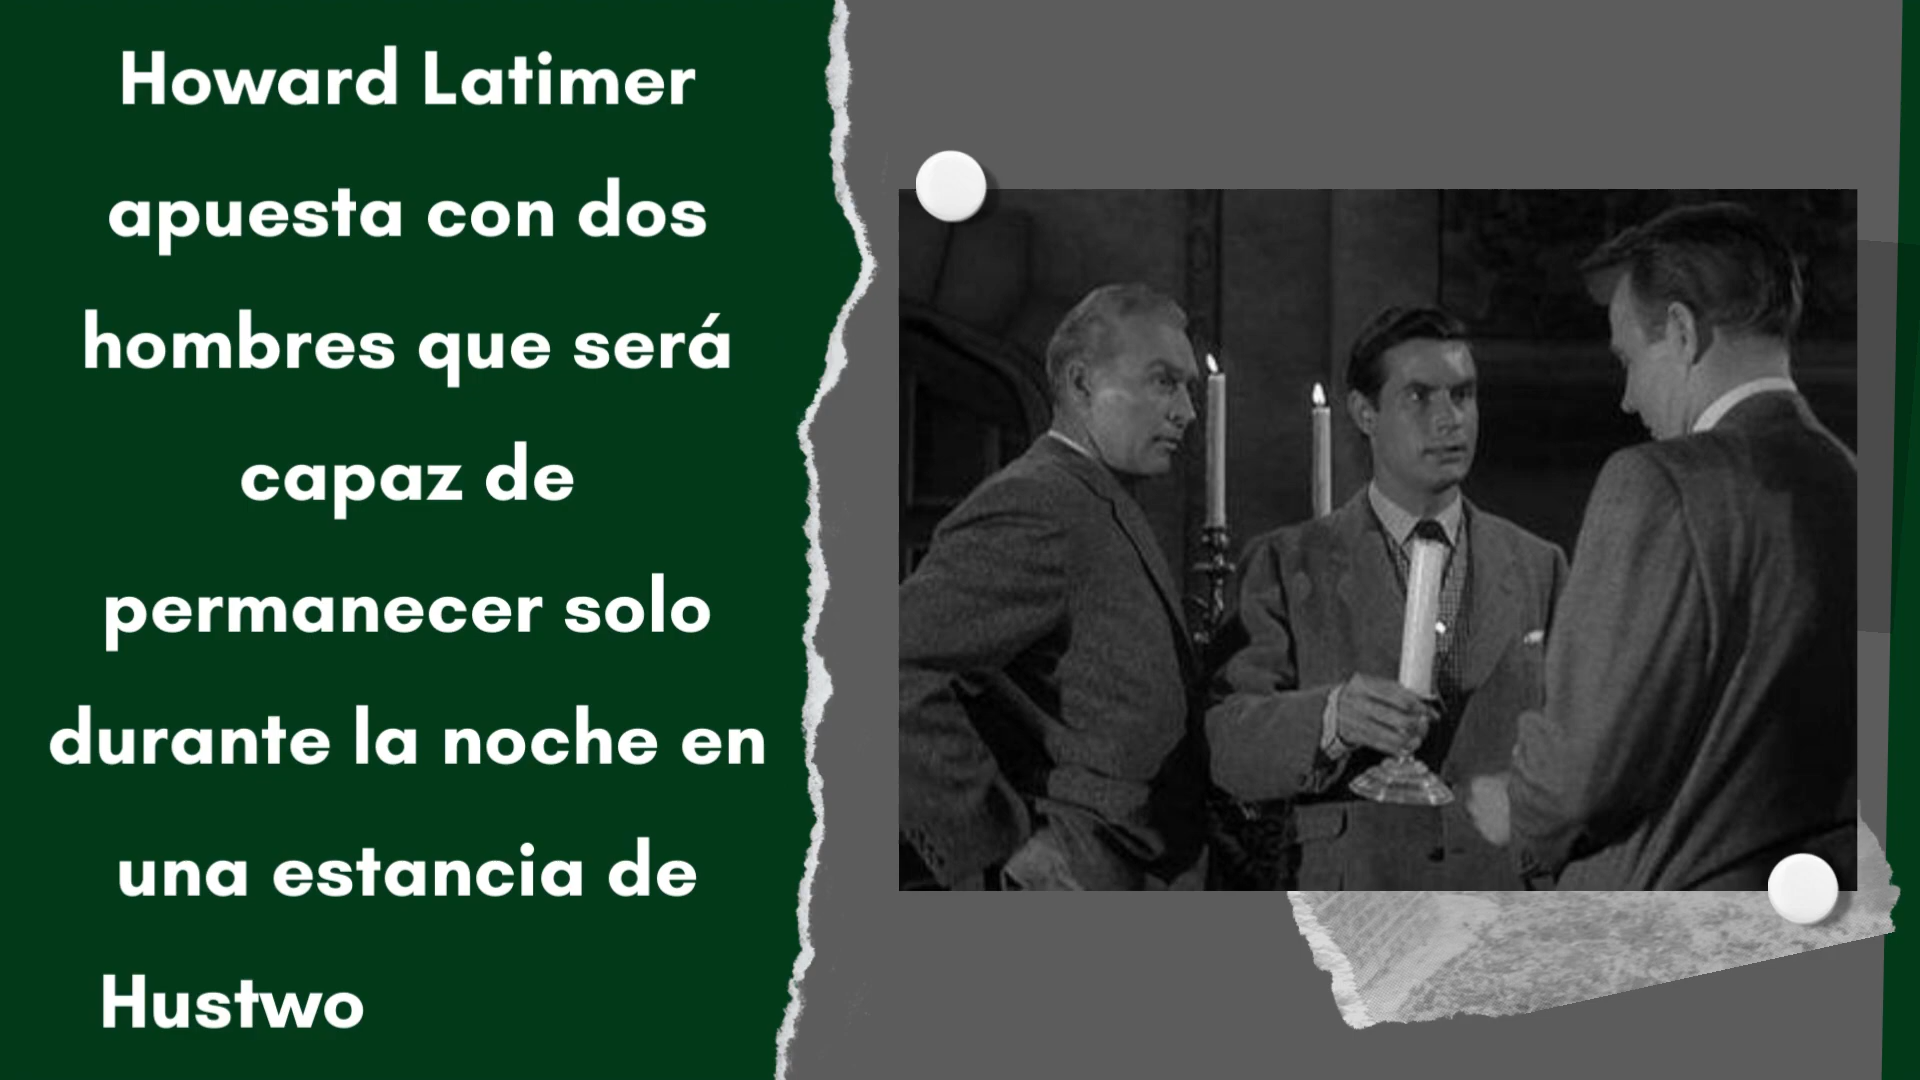 Howard Latimer
apuesta con dos
hombres que será
capaz de
permanecer solo
durante la noche en
una estancia de
Hustwo